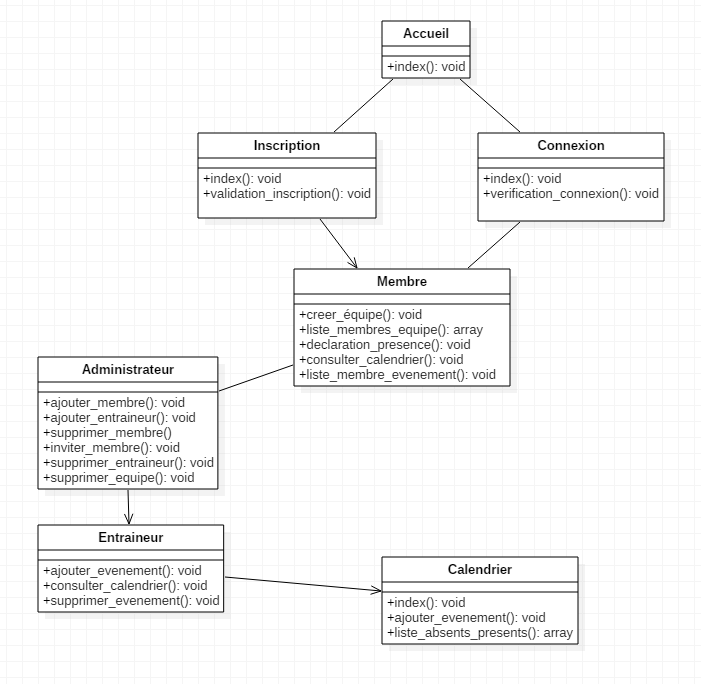 Accueil
+index(): void
Inscription
+index(): void
+validation_inscription(): void
Connexion
+index(): void
+verification_connexion(): void
Membre
+creer_équipe(): void
+liste_membres_equipe(): array
+declaration_presence(): void
+consulter_calendrier(): void
+liste_membre_evenement(): void
Administrateur
+ajouter_membre(): void
+ajouter_entraineur(): void
+supprimer_membre()
+inviter_membre(): void
+supprimer_entraineur(): void
+supprimer_equipe(): void
Entraineur
+ajouter_evenement(): void
+consulter_calendrier(): void
+supprimer_evenement(): void
Calendrier
+index(): void
+ajouter_evenement(): void
+liste_absents_presents(): array